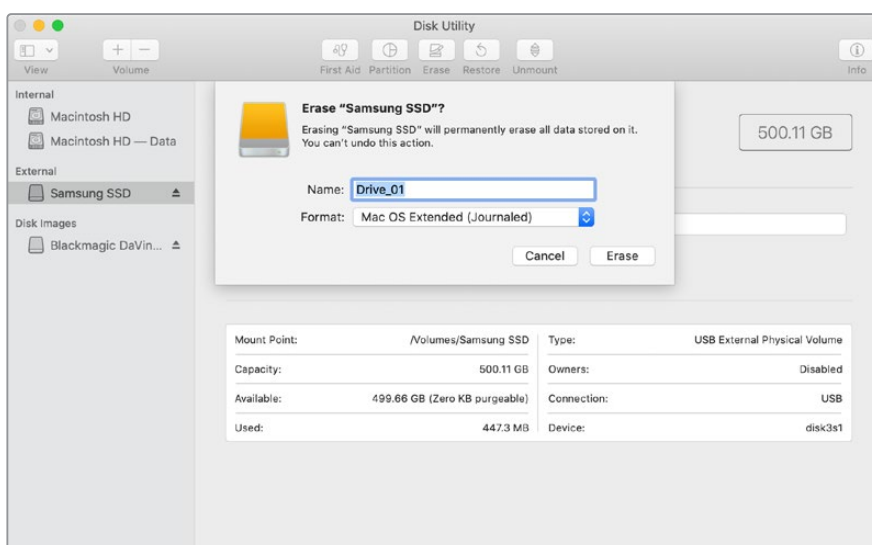 Disk Utility
View
Volume
First Aid
Partition
Erase
Restore
Unmount
Info
Internal
Macintosh HD
Macintosh HD — Data
External
Samsung SSD
Disk Images
Blackmagic DaVin...
Erase “Samsung SSD”?
Erasing “Samsung SSD” will permanently erase all data stored on it.
You can’t undo this action.
Name: Drive_01
Format: Mac OS Extended (Journaled)
Cancel
Erase
500.11 GB
Mount Point: /Volumes/Samsung SSD
Type: USB External Physical Volume
Capacity: 500.11 GB
Owners: Disabled
Available: 499.66 GB (Zero KB purgeable)
Connection: USB
Used: 447.3 MB
Device: disk3s1